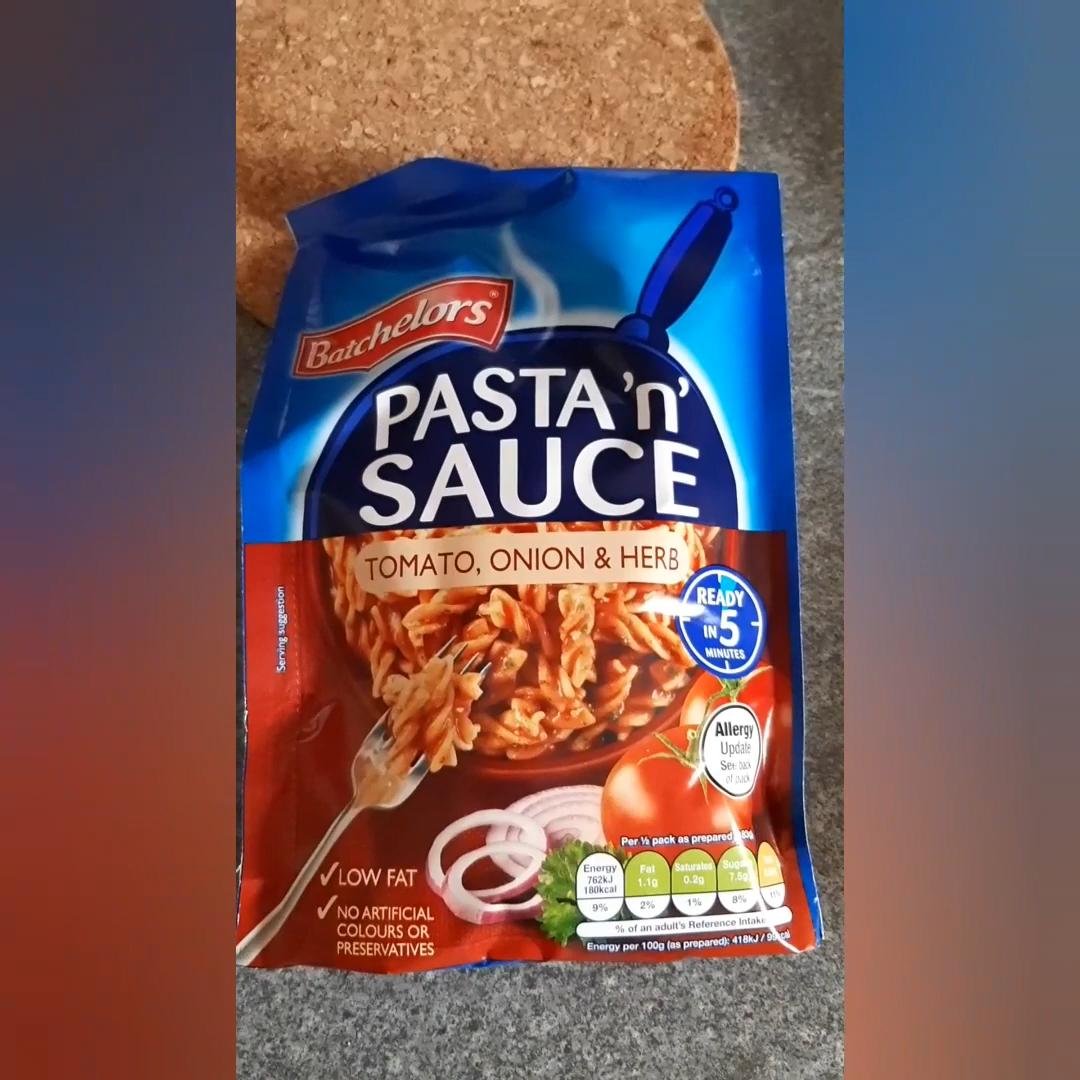 Batchelors®
PASTA 'n'
SAUCE
TOMATO, ONION & HERB
READY
IN 5
MINUTES
Serving suggestion
Allergy
Update
See back
of pack
Per ½ pack as prepared
Energy
762kJ
180kcal
9%
Fat
1.1g
2%
Saturates
0.2g
1%
Sugars
7.5g
8%
11%
% of an adult's Reference Intake
Energy per 100g (as prepared): 418kJ /
✓LOW FAT
✓NO ARTIFICIAL
COLOURS OR
PRESERVATIVES